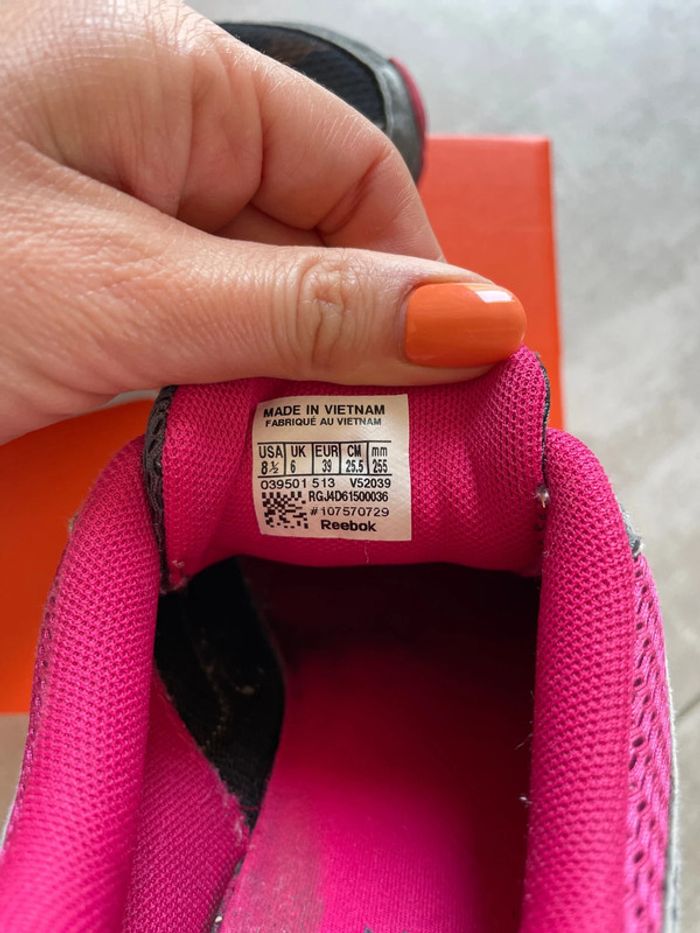 MADE IN VIETNAM
FABRIQUÉ AU VIETNAM
USA UK EUR CM mm
8½ 6 39 25.5 255
039501 513 V52039
RGJ4D61500036
#107570729
Reebok